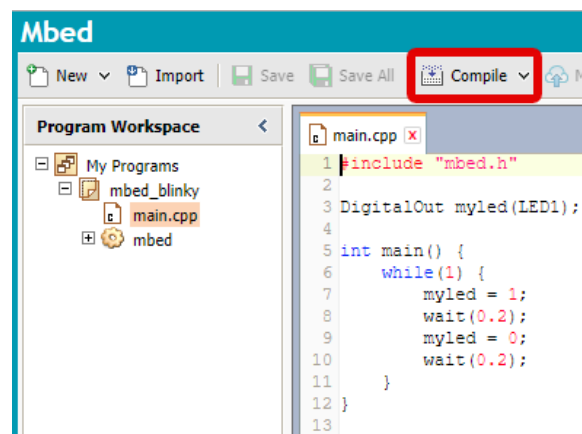 Mbed
New Import Save Save All Compile
Program Workspace
My Programs
mbed_blinky
main.cpp
mbed
main.cpp
1 #include "mbed.h"
2
3 DigitalOut myled(LED1);
4
5 int main() {
6 while(1) {
7 myled = 1;
8 wait(0.2);
9 myled = 0;
10 wait(0.2);
11 }
12 }
13